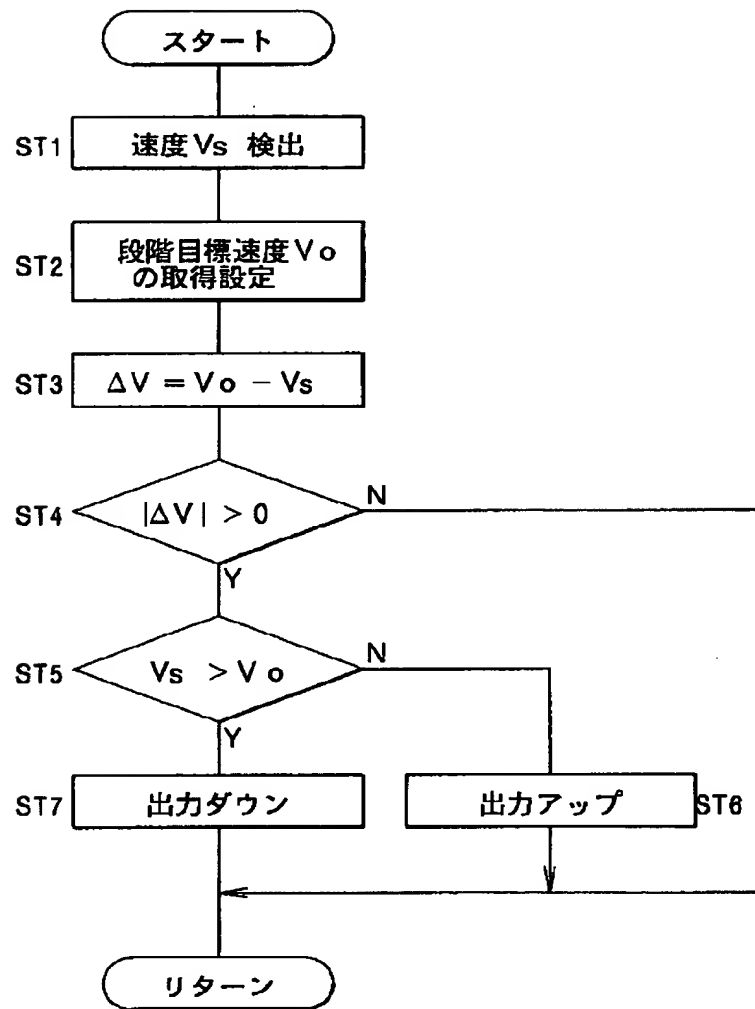 スタート
ST1
速度Vs 検出
ST2
段階目標速度Vo
の取得設定
ST3
ΔV = Vo − Vs
ST4
|ΔV| > 0
N
Y
ST5
Vs > Vo
N
Y
ST7
出力ダウン
出力アップ
ST6
リターン